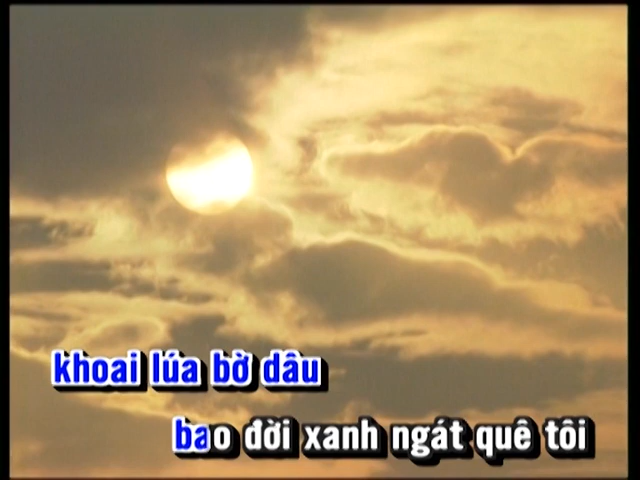 khoai lúa bờ dâu
bao đời xanh ngát quê tôi